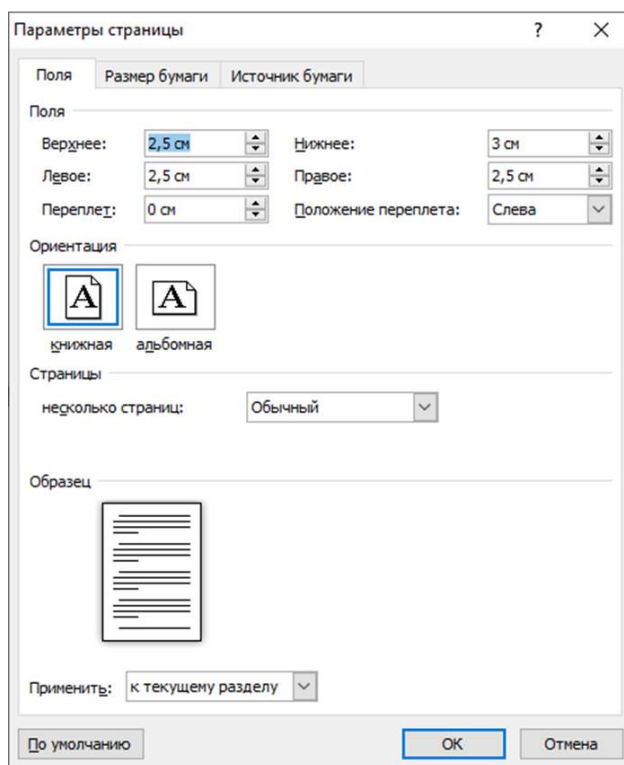 Параметры страницы ?
Поля Размер бумаги Источник бумаги
Поля
Верхнее: 2,5 см Нижнее: 3 см
Левое: 2,5 см Правое: 2,5 см
Переплет: 0 см Положение переплета: Слева
Ориентация
A A
книжная альбомная
Страницы
несколько страниц: Обычный
Образец
Применить: к текущему разделу
По умолчанию ОК Отмена